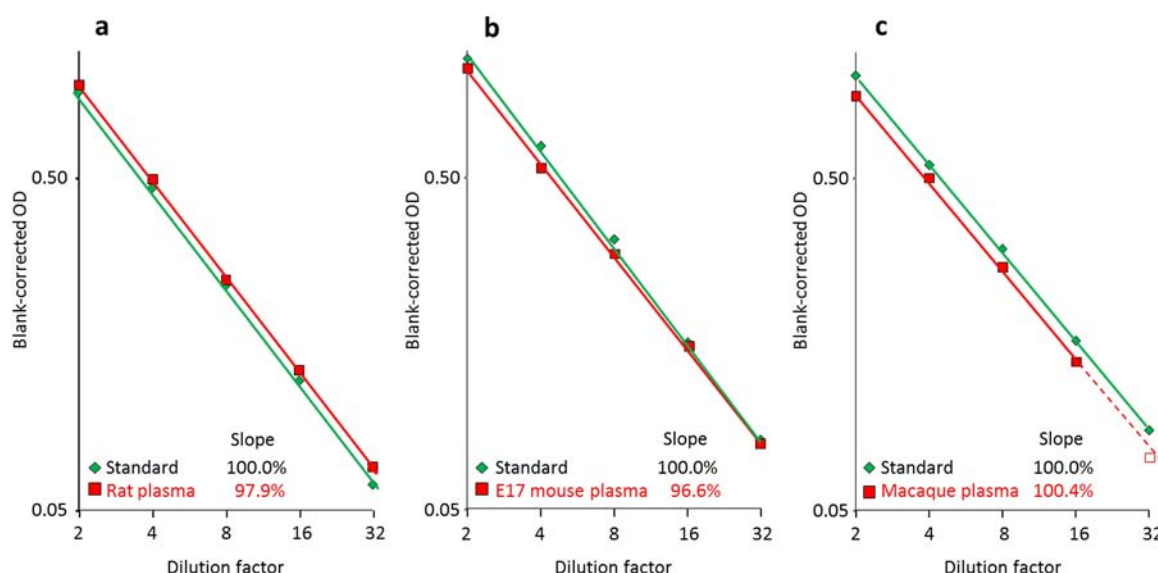 a
Blank-corrected OD
0.50
0.05
Slope
Standard 100.0%
Rat plasma 97.9%
2 4 8 16 32
Dilution factor
b
Blank-corrected OD
0.50
0.05
Slope
Standard 100.0%
E17 mouse plasma 96.6%
2 4 8 16 32
Dilution factor
c
Blank-corrected OD
0.50
0.05
Slope
Standard 100.0%
Macaque plasma 100.4%
2 4 8 16 32
Dilution factor